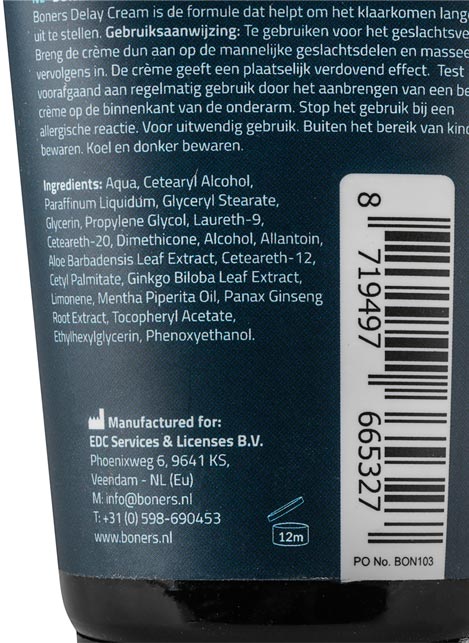 Boners Delay Cream is de formule dat helpt om het klaarkomen
uit te stellen. Gebruiksaanwijzing: Te gebruiken voor het
Breng de crème dun aan op de mannelijke geslachtsdelen en
vervolgens in. De crème geeft een plaatselijk verdovend effect. Test
voorafgaand aan regelmatig gebruik door het aanbrengen van een
crème op de binnenkant van de onderarm. Stop het gebruik bij een
allergische reactie. Voor uitwendig gebruik. Buiten het bereik van
bewaren. Koel en donker bewaren.
Ingredients: Aqua, Cetearyl Alcohol,
Paraffinum Liquidum, Glyceryl Stearate,
Glycerin, Propylene Glycol, Laureth-9,
Ceteareth-20, Dimethicone, Alcohol, Allantoin,
Aloe Barbadensis Leaf Extract, Ceteareth-12,
Cetyl Palmitate, Ginkgo Biloba Leaf Extract,
Limonene, Mentha Piperita Oil, Panax Ginseng
Root Extract, Tocopheryl Acetate,
Ethylhexylglycerin, Phenoxyethanol.
Manufactured for:
EDC Services & Licenses B.V.
Phoenixweg 6, 9641 KS,
Veendam - NL (Eu)
M: info@boners.nl
T: +31 (0) 598-690453
www.boners.nl
12m
8 719497 665327
PO No. BON103